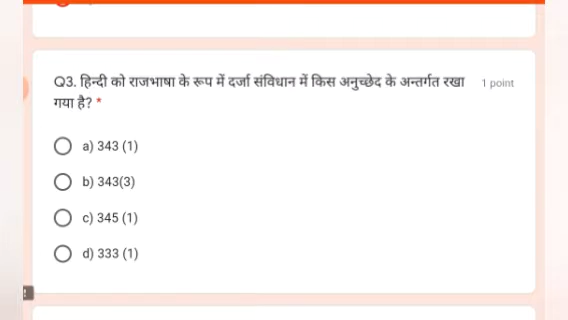 Q3. हिन्दी को राजभाषा के रूप में दर्जा संविधान में किस अनुच्छेद के अन्तर्गत रखा 1 point
गया है? *
a) 343 (1)
b) 343(3)
c) 345 (1)
d) 333 (1)